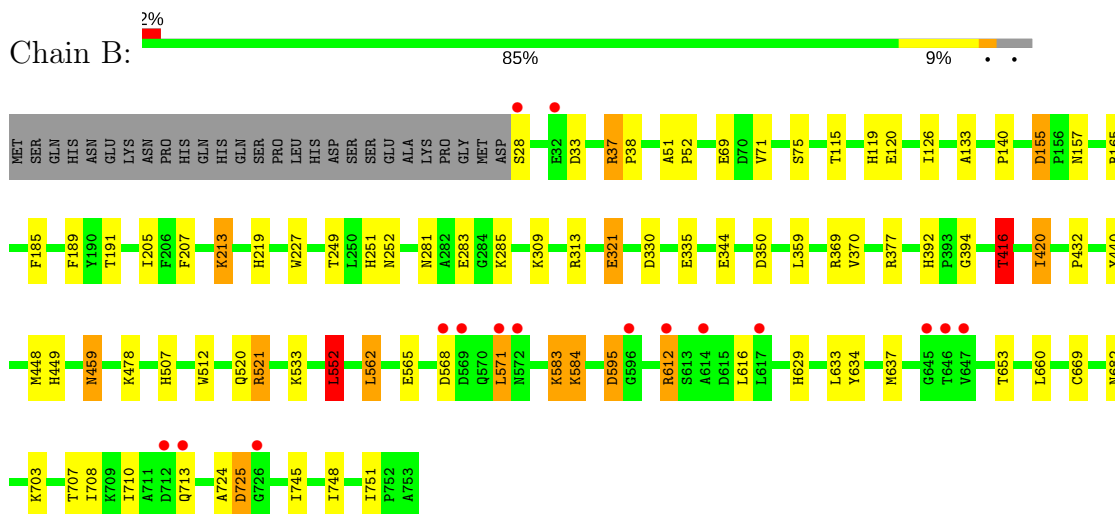 2%
Chain B:
85% 9% • •
MET SER GLN HIS ASN GLU LYS ASN PRO HIS GLN HIS GLN SER PRO LEU HIS ASP SER SER GLU ALA LYS PRO GLY MET ASP S28 E32 D33 R37 P38 A51 P52 E69 D70 V71 S75 T115 H119 E120 I126 A133 P140 D155 P156 N157 R165
F185 F189 Y190 T191 I205 F206 F207 K213 H219 W227 T249 L250 H251 N252 N281 A282 E283 G284 K285 K309 R313 E321 D330 E335 E344 D350 L359 R369 V370 R377 H392 P393 G394 T416 I420 P432 Y440
M448 H449 N459 K478 H507 W512 Q520 R521 K533 L552 L562 E565 D568 D569 Q570 L571 N572 K583 K584 D595 G596 R612 S613 A614 D615 L616 L617 H629 L633 Y634 M637 G645 T646 V647 T653 L660 C669 N682
K703 T707 I708 K709 I710 A711 D712 Q713 A724 D725 G726 I745 I748 I751 P752 A753